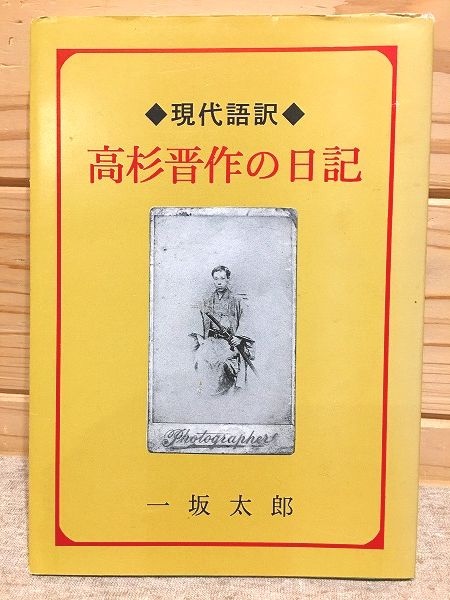 ◆現代語訳◆
高杉晋作の日記
Photographer
一坂太郎